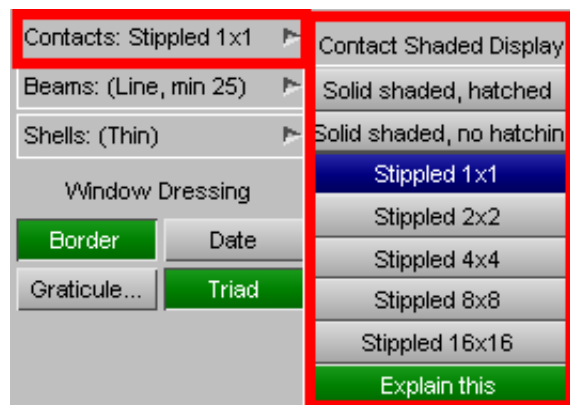 Contacts: Stippled 1x1
Beams: (Line, min 25)
Shells: (Thin)
Window Dressing
Border
Date
Graticule...
Triad
Contact Shaded Display
Solid shaded, hatched
Solid shaded, no hatchin
Stippled 1x1
Stippled 2x2
Stippled 4x4
Stippled 8x8
Stippled 16x16
Explain this